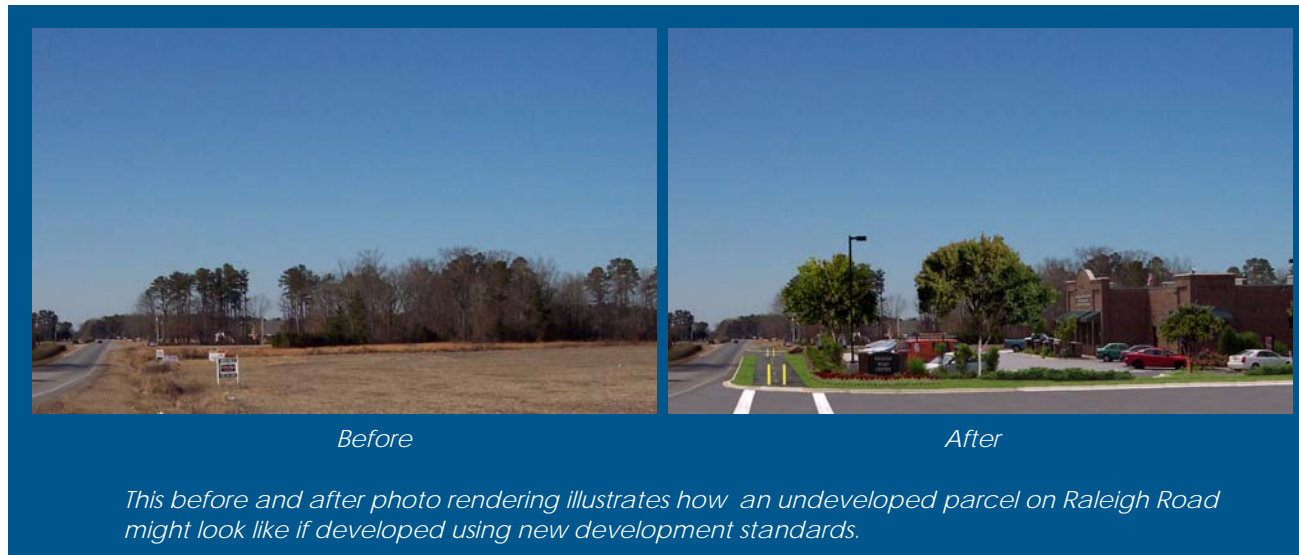 Before
After
This before and after photo rendering illustrates how an undeveloped parcel on Raleigh Road
might look like if developed using new development standards.